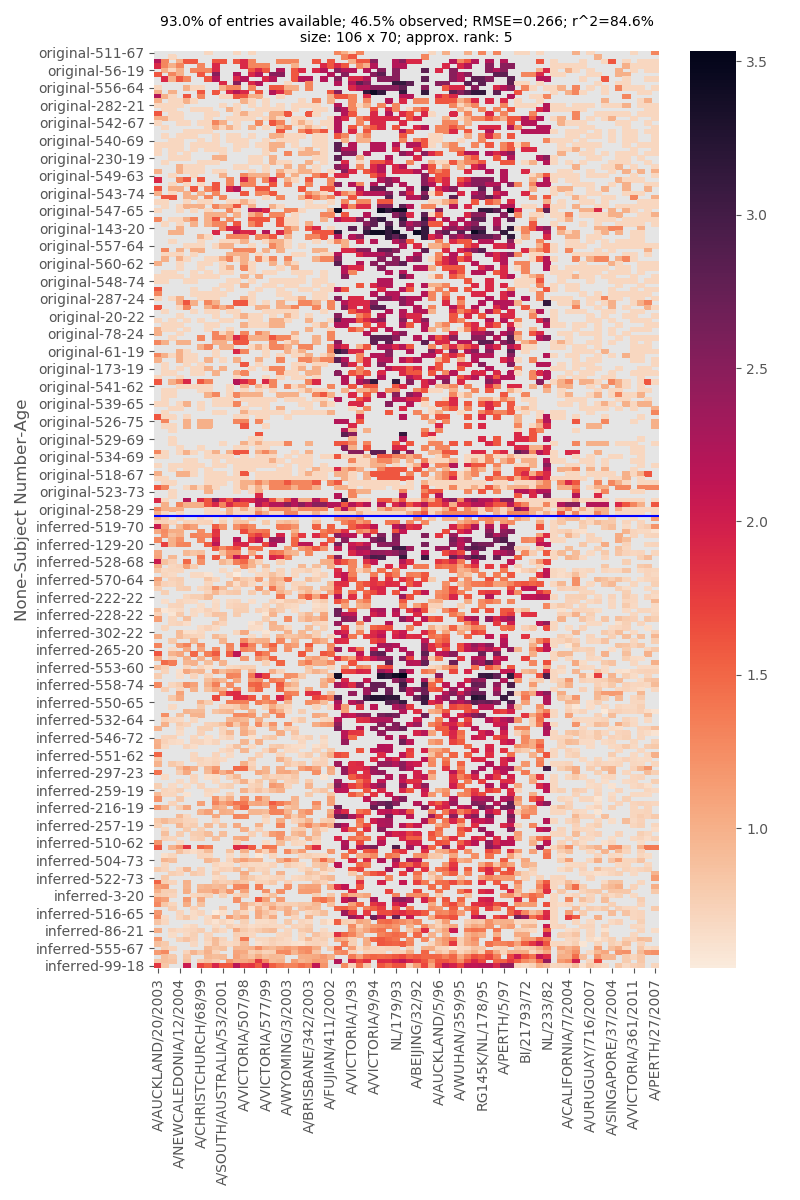 93.0% of entries available; 46.5% observed; RMSE=0.266; r^2=84.6%
size: 106 x 70; approx. rank: 5
None-Subject Number-Age
original-511-67
original-56-19
original-556-64
original-282-21
original-542-67
original-540-69
original-230-19
original-549-63
original-543-74
original-547-65
original-143-20
original-557-64
original-560-62
original-548-74
original-287-24
original-20-22
original-78-24
original-61-19
original-173-19
original-541-62
original-539-65
original-526-75
original-529-69
original-534-69
original-518-67
original-523-73
original-258-29
inferred-519-70
inferred-129-20
inferred-528-68
inferred-570-64
inferred-222-22
inferred-228-22
inferred-302-22
inferred-265-20
inferred-553-60
inferred-558-74
inferred-550-65
inferred-532-64
inferred-546-72
inferred-551-62
inferred-297-23
inferred-259-19
inferred-216-19
inferred-257-19
inferred-510-62
inferred-504-73
inferred-522-73
inferred-3-20
inferred-516-65
inferred-86-21
inferred-555-67
inferred-99-18
A/AUCKLAND/20/2003
A/NEWCALEDONIA/12/2004
A/CHRISTCHURCH/68/99
A/SOUTH/AUSTRALIA/53/2001
A/VICTORIA/507/98
A/VICTORIA/577/99
A/WYOMING/3/2003
A/BRISBANE/342/2003
A/FUJIAN/411/2002
A/VICTORIA/1/93
A/VICTORIA/9/94
NL/179/93
A/BEIJING/32/92
A/AUCKLAND/5/96
A/WUHAN/359/95
RG145K/NL/178/95
A/PERTH/5/97
BI/21793/72
NL/233/82
A/CALIFORNIA/7/2004
A/URUGUAY/716/2007
A/SINGAPORE/37/2004
A/VICTORIA/361/2011
A/PERTH/27/2007
3.5
3.0
2.5
2.0
1.5
1.0